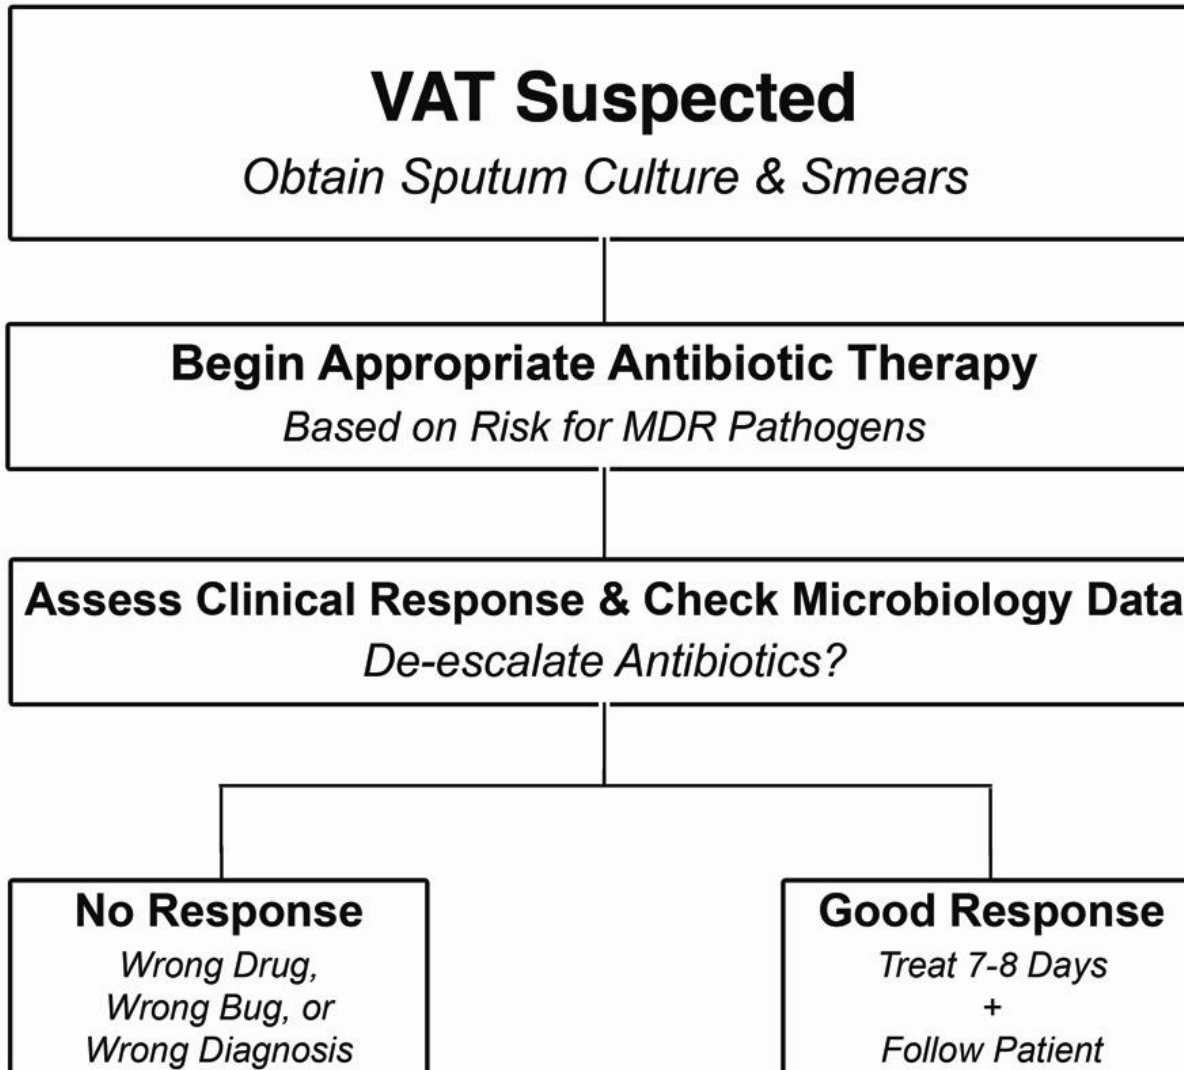 VAT Suspected
Obtain Sputum Culture & Smears
Begin Appropriate Antibiotic Therapy
Based on Risk for MDR Pathogens
Assess Clinical Response & Check Microbiology Data
De-escalate Antibiotics?
No Response
Wrong Drug,
Wrong Bug, or
Wrong Diagnosis
Good Response
Treat 7-8 Days
+
Follow Patient